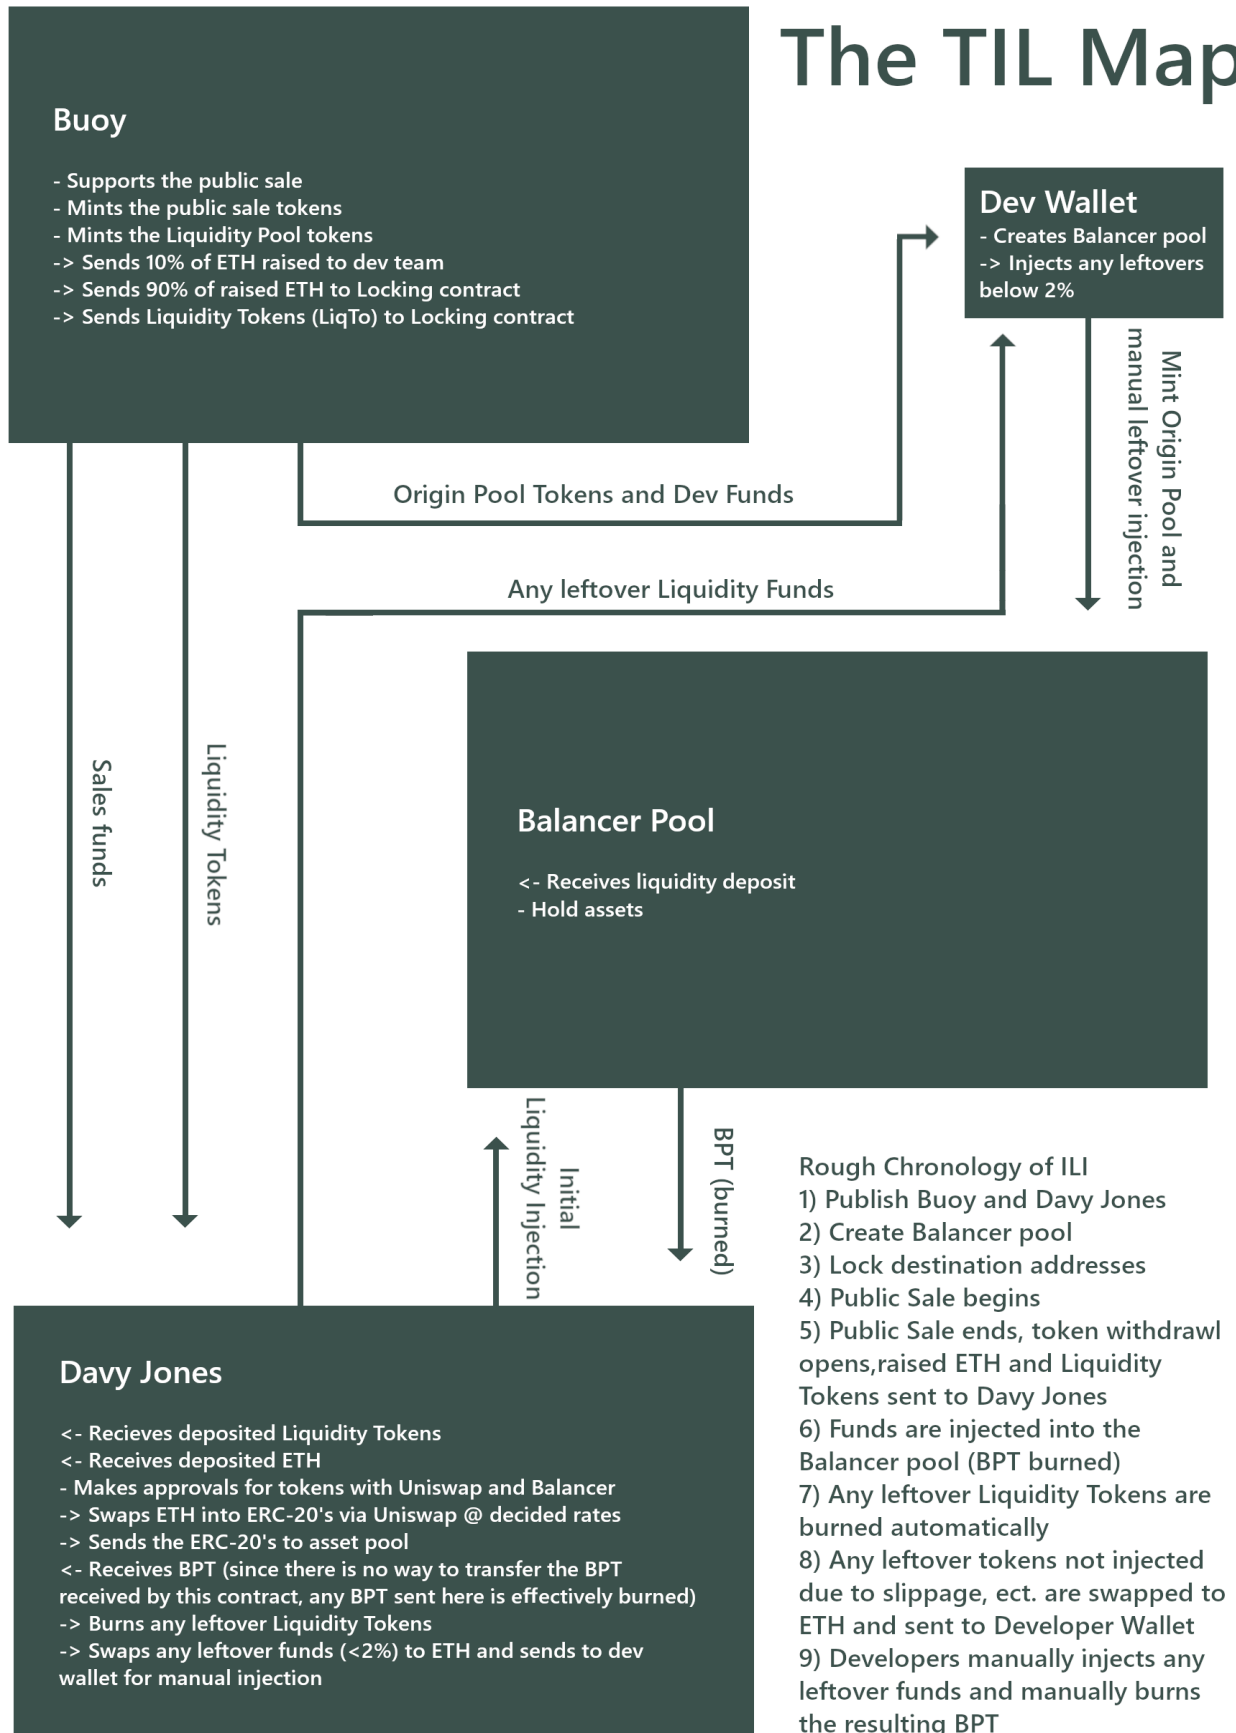 The TIL Map
Buoy
- Supports the public sale
- Mints the public sale tokens
- Mints the Liquidity Pool tokens
-> Sends 10% of ETH raised to dev team
-> Sends 90% of raised ETH to Locking contract
-> Sends Liquidity Tokens (LiqTo) to Locking contract
Dev Wallet
- Creates Balancer pool
-> Injects any leftovers
below 2%
Mint Origin Pool and
manual leftover injection
Origin Pool Tokens and Dev Funds
Any leftover Liquidity Funds
Sales funds
Liquidity Tokens
Balancer Pool
<- Receives liquidity deposit
- Hold assets
Initial
Liquidity Injection
BPT (burned)
Davy Jones
<- Recieves deposited Liquidity Tokens
<- Receives deposited ETH
- Makes approvals for tokens with Uniswap and Balancer
-> Swaps ETH into ERC-20's via Uniswap @ decided rates
-> Sends the ERC-20's to asset pool
<- Receives BPT (since there is no way to transfer the BPT
received by this contract, any BPT sent here is effectively burned)
-> Burns any leftover Liquidity Tokens
-> Swaps any leftover funds (<2%) to ETH and sends to dev
wallet for manual injection
Rough Chronology of ILI
1) Publish Buoy and Davy Jones
2) Create Balancer pool
3) Lock destination addresses
4) Public Sale begins
5) Public Sale ends, token withdrawl
opens,raised ETH and Liquidity
Tokens sent to Davy Jones
6) Funds are injected into the
Balancer pool (BPT burned)
7) Any leftover Liquidity Tokens are
burned automatically
8) Any leftover tokens not injected
due to slippage, ect. are swapped to
ETH and sent to Developer Wallet
9) Developers manually injects any
leftover funds and manually burns
the resulting BPT